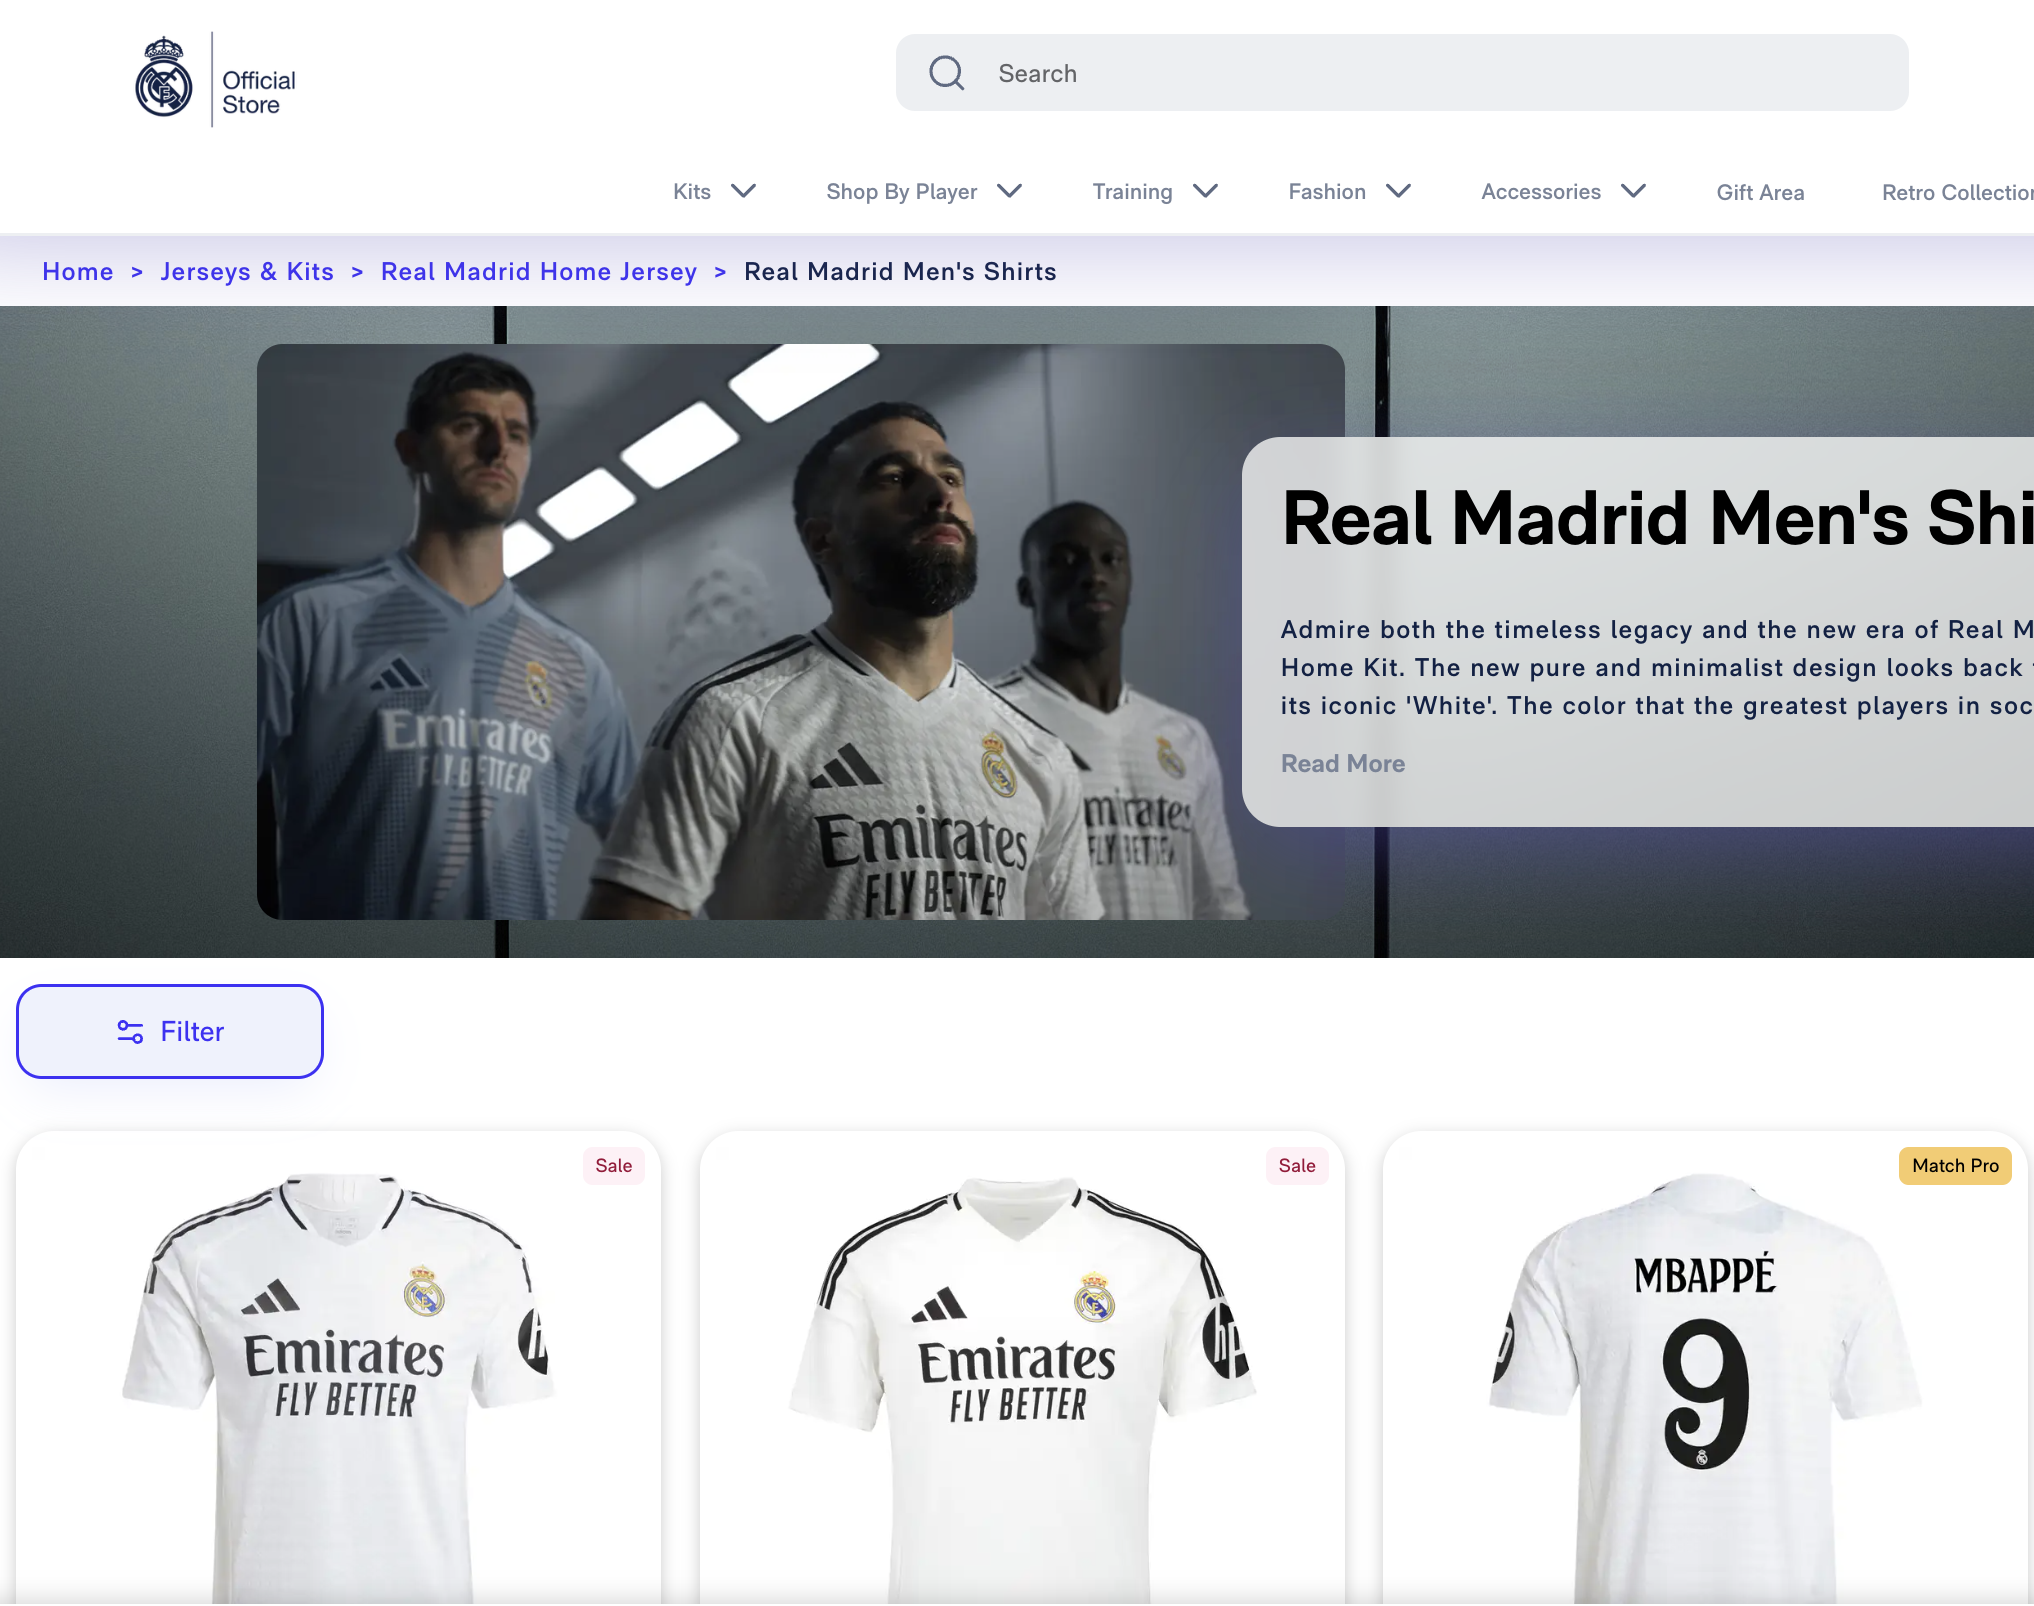 Official
Store
Search
Kits
Shop By Player
Training
Fashion
Accessories
Gift Area
Retro Collection
Home > Jerseys & Kits > Real Madrid Home Jersey > Real Madrid Men's Shirts
Emirates
FLY BETTER
Emirates
FLY BETTER
mirates
FLY BETTER
Real Madrid Men's Shi
Admire both the timeless legacy and the new era of Real M
Home Kit. The new pure and minimalist design looks back
its iconic 'White'. The color that the greatest players in soc
Read More
Filter
Sale
Emirates
FLY BETTER
h
Sale
Emirates
FLY BETTER
hp
Match Pro
MBAPPÉ
9
p